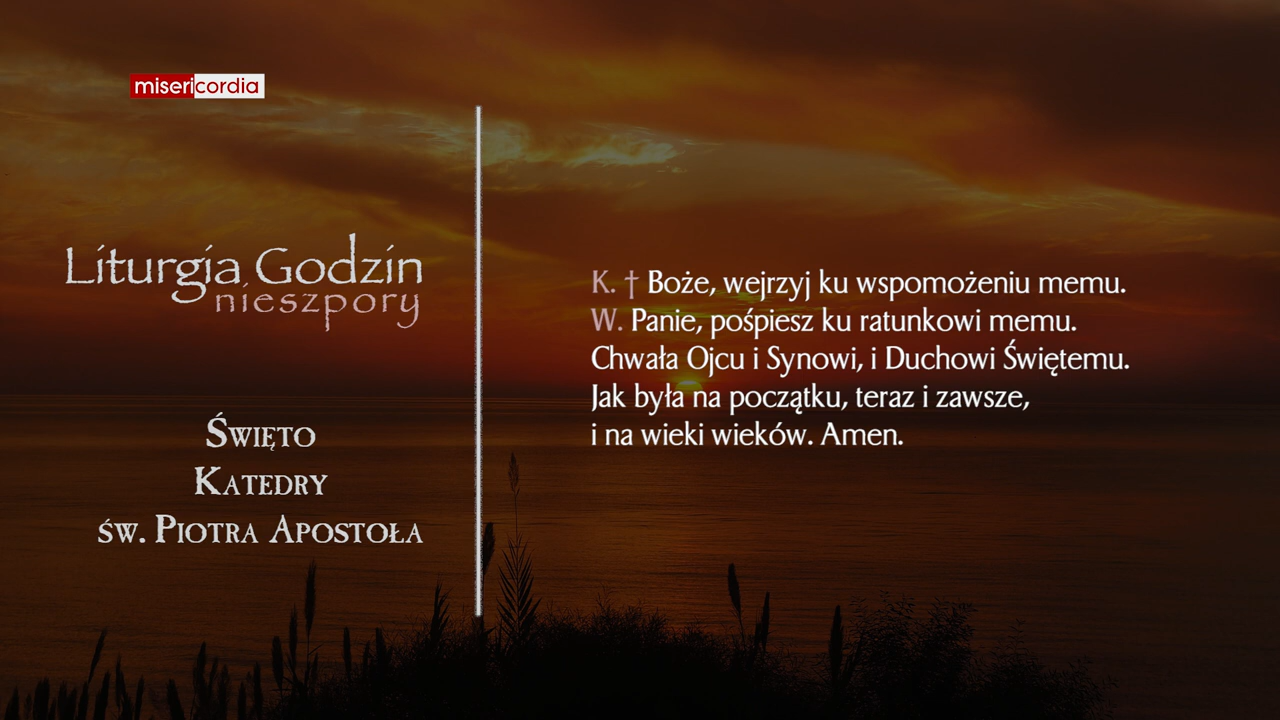 misericordia
Liturgia Godzin
nieszpory
Święto
Katedry
św. Piotra Apostoła
K. † Boże, wejrzyj ku wspomożeniu memu.
W. Panie, pośpiesz ku ratunkowi memu.
Chwała Ojcu i Synowi, i Duchowi Świętemu.
Jak była na początku, teraz i zawsze,
i na wieki wieków. Amen.